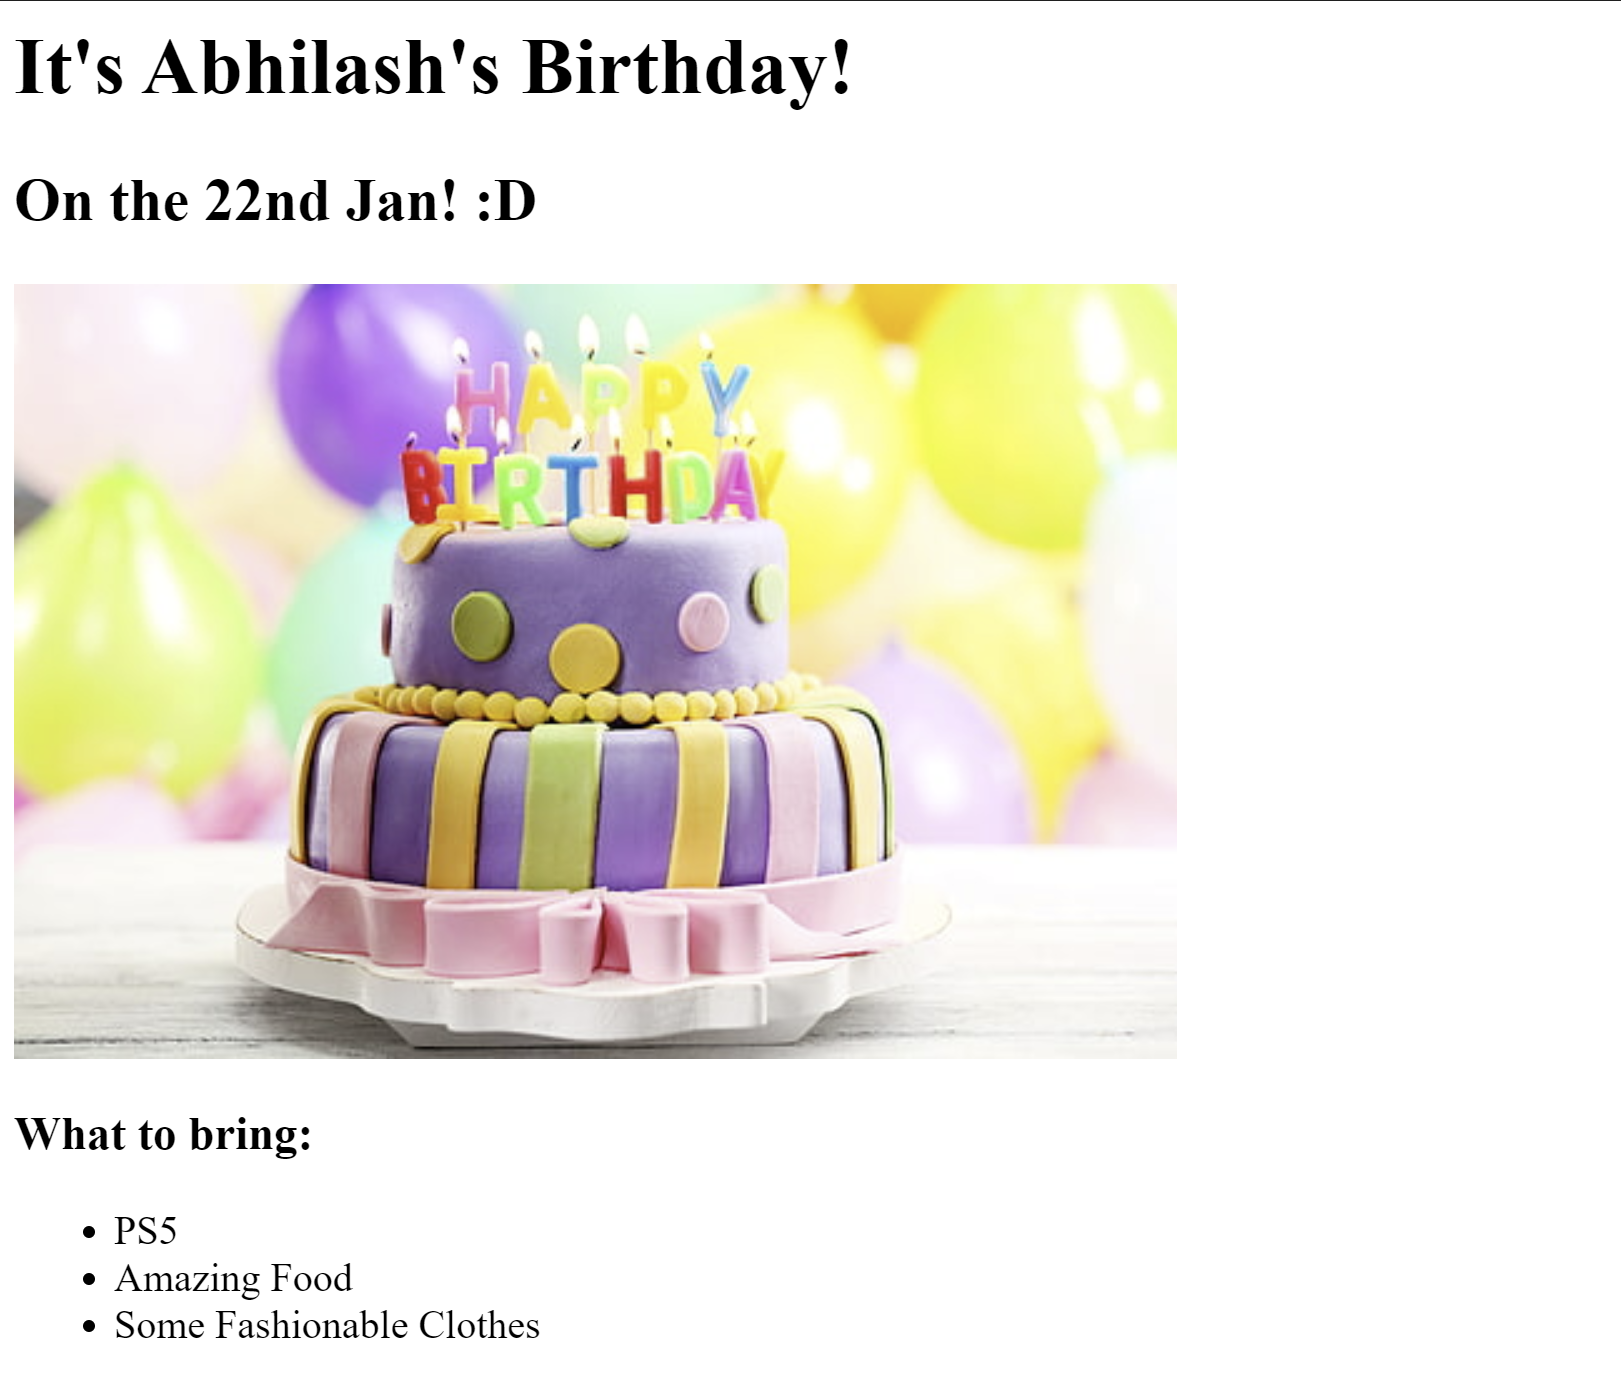 It's Abhilash's Birthday!
On the 22nd Jan! :D
HAPPY
BIRTHDAY
What to bring:
PS5
Amazing Food
Some Fashionable Clothes